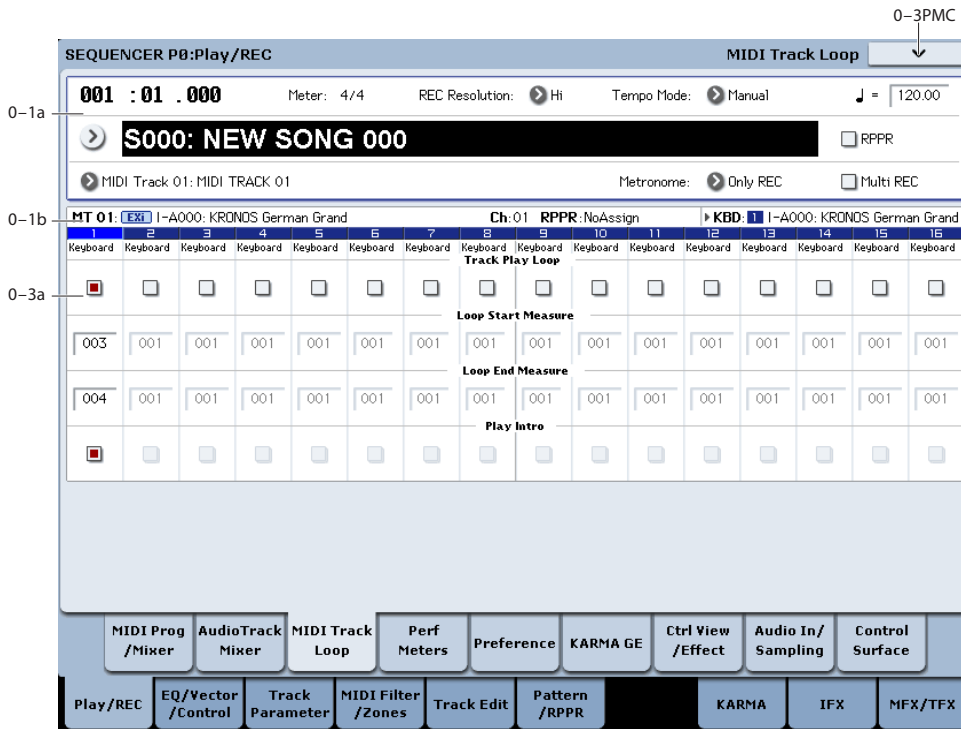 0–3PMC
SEQUENCER P0:Play/REC MIDI Track Loop
001 :01 .000 Meter: 4/4 REC Resolution: Hi Tempo Mode: Manual ♩ = 120.00
0–1a
S000: NEW SONG 000 RPPR
MIDI Track 01: MIDI TRACK 01 Metronome: Only REC Multi REC
0–1b MT 01: EXi I-A000: KRONOS German Grand Ch:01 RPPR:NoAssign ▶KBD: 1 I-A000: KRONOS German Grand
1 2 3 4 5 6 7 8 9 10 11 12 13 14 15 16
Keyboard Keyboard Keyboard Keyboard Keyboard Keyboard Keyboard Keyboard Keyboard Keyboard Keyboard Keyboard Keyboard Keyboard Keyboard Keyboard
Track Play Loop
0–3a
Loop Start Measure
003 001 001 001 001 001 001 001 001 001 001 001 001 001 001 001
Loop End Measure
004 001 001 001 001 001 001 001 001 001 001 001 001 001 001 001
Play Intro
MIDI Prog /Mixer AudioTrack Mixer MIDI Track Loop Perf Meters Preference KARMA GE Ctrl View /Effect Audio In/ Sampling Control Surface
Play/REC EQ/Vector /Control Track Parameter MIDI Filter /Zones Track Edit Pattern /RPPR KARMA IFX MFX/TFX